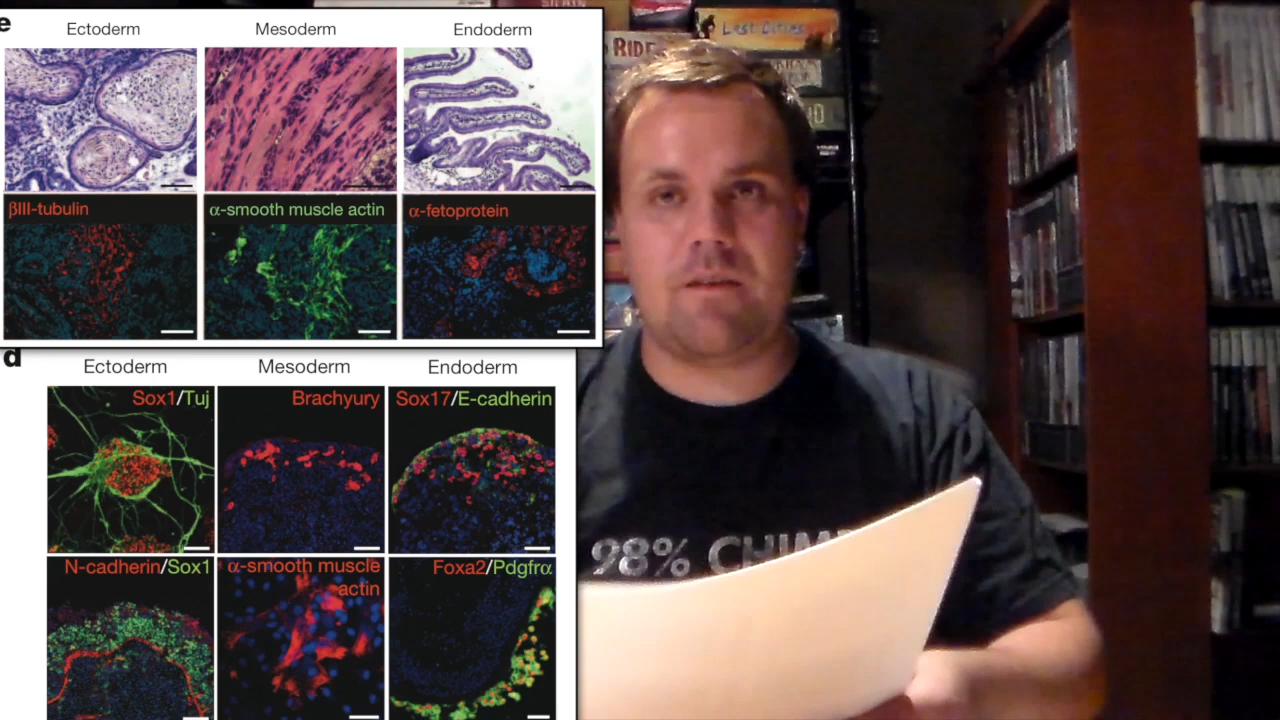 e
Ectoderm Mesoderm Endoderm
βIII-tubulin α-smooth muscle actin α-fetoprotein
d
Ectoderm Mesoderm Endoderm
Sox1/Tuj Brachyury Sox17/E-cadherin
N-cadherin/Sox1 α-smooth muscle Foxa2/Pdgfrα
actin
Lost Cities
RIDE
98% CHIM